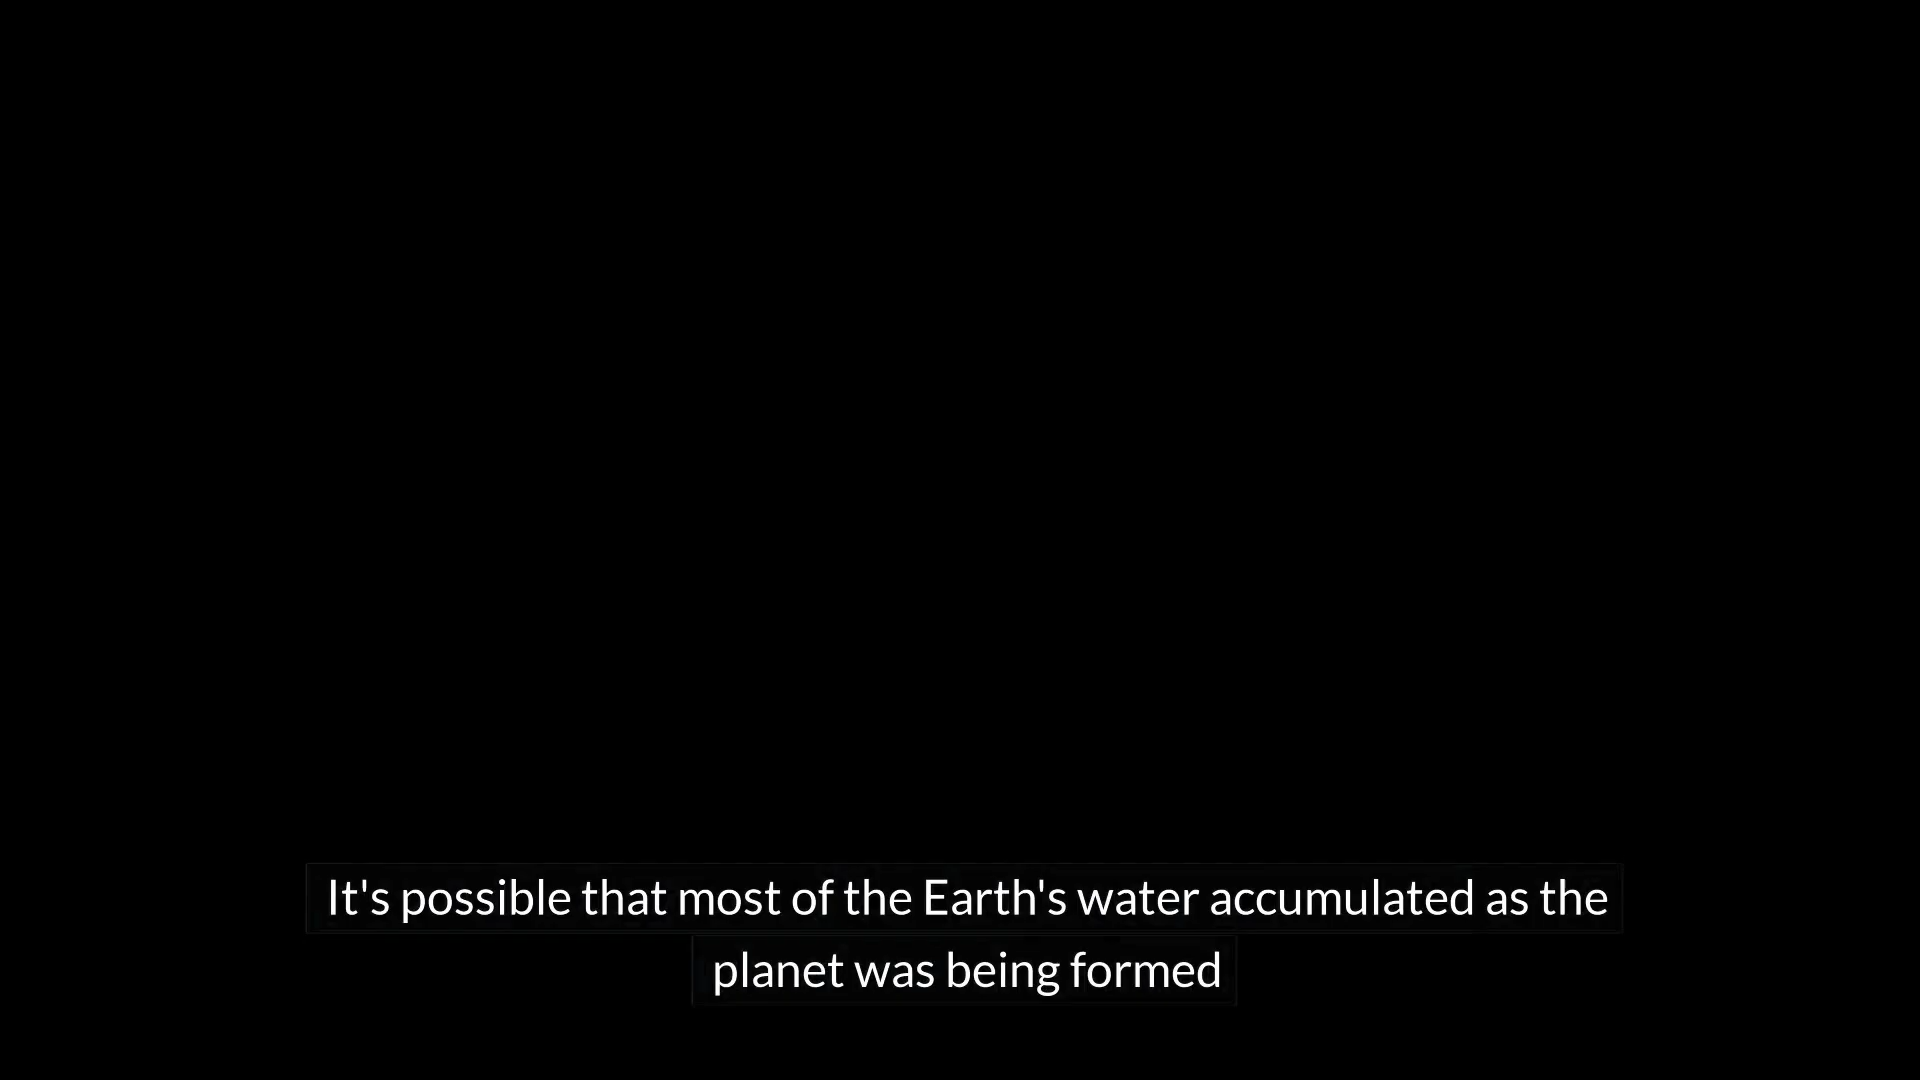 It's possible that most of the Earth's water accumulated as the
planet was being formed